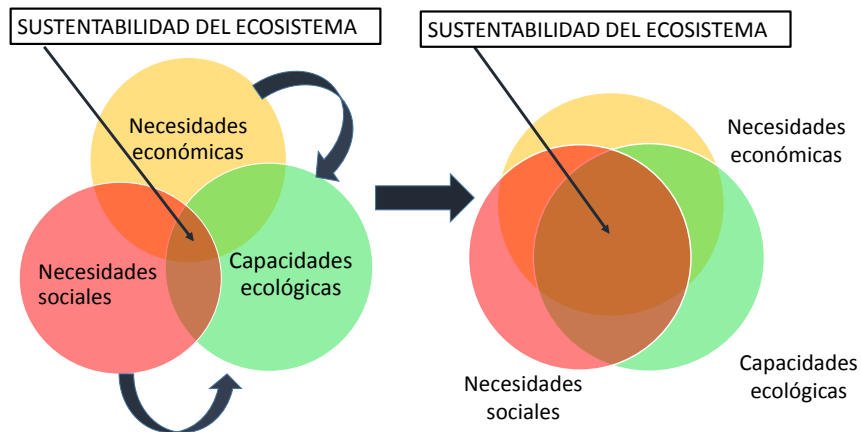 SUSTENTABILIDAD DEL ECOSISTEMA
Necesidades
económicas
Necesidades
sociales
Capacidades
ecológicas
SUSTENTABILIDAD DEL ECOSISTEMA
Necesidades
económicas
Necesidades
sociales
Capacidades
ecológicas